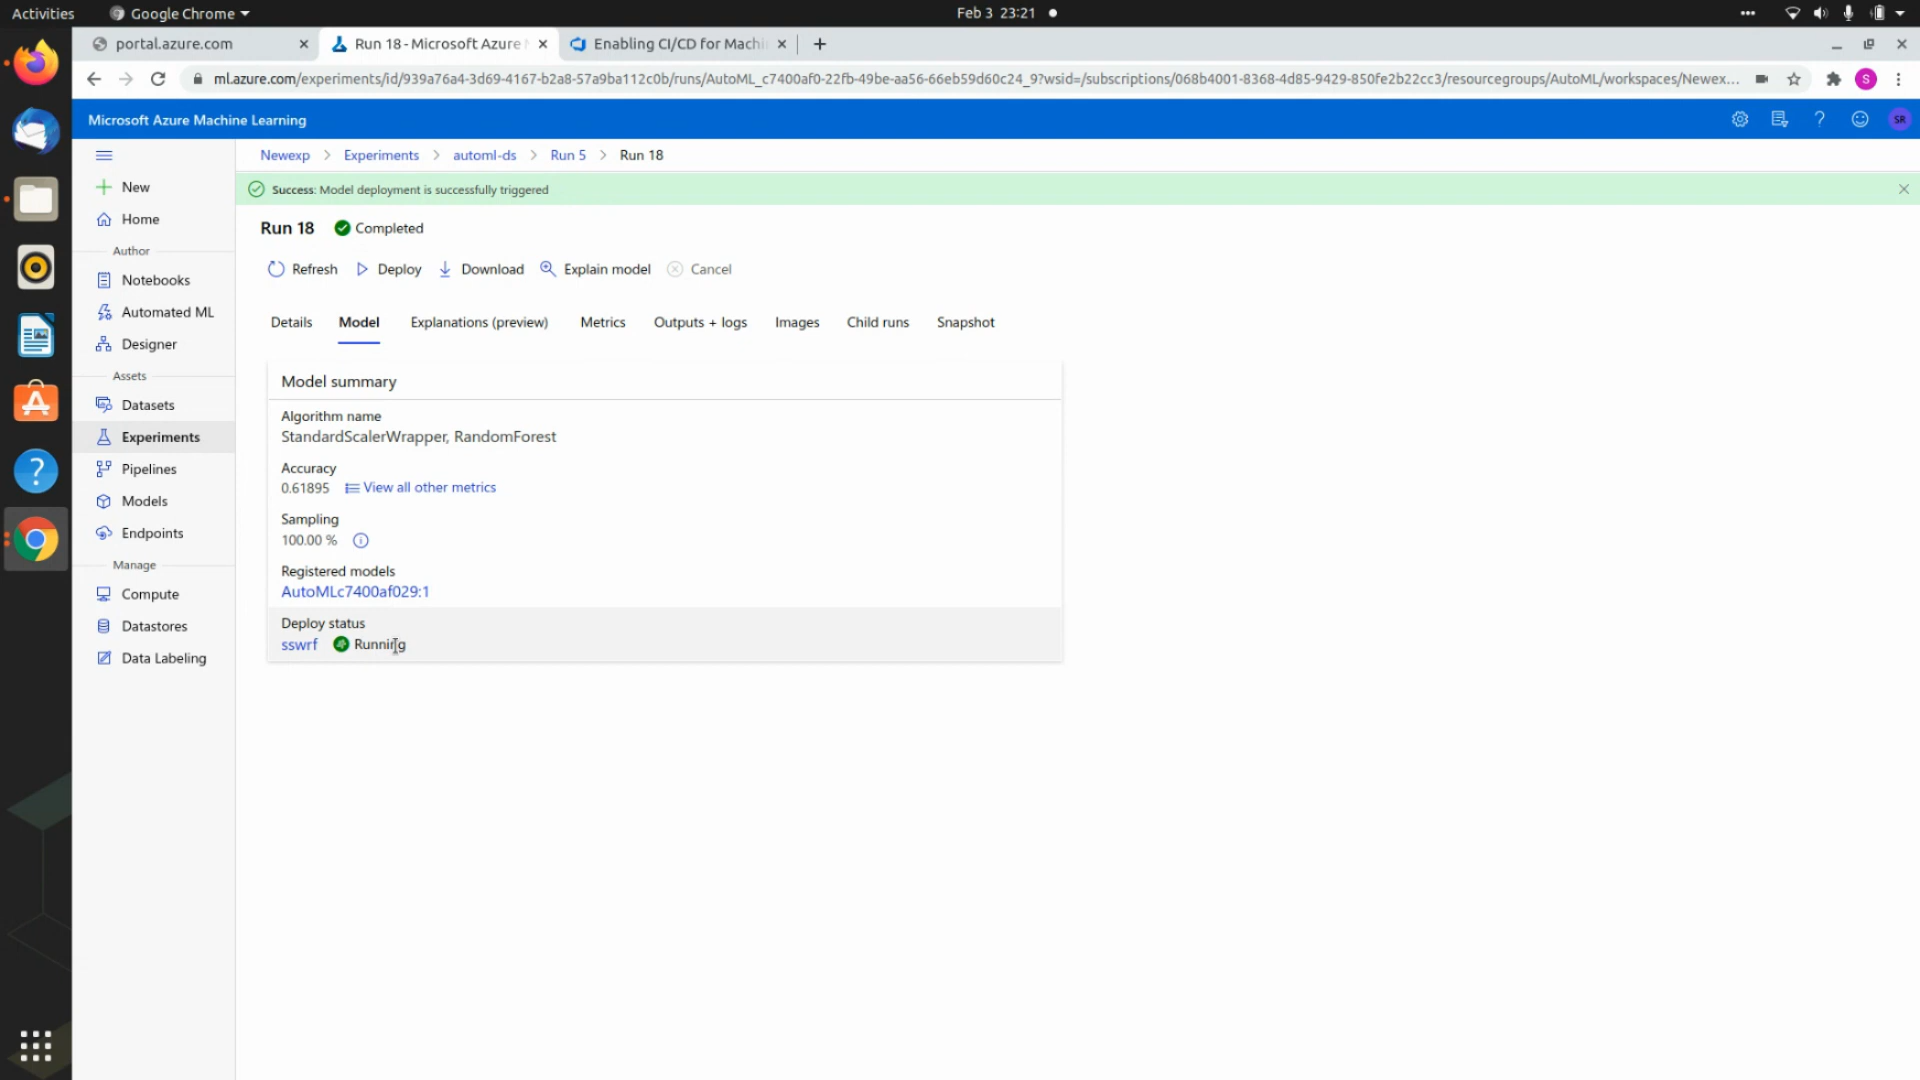 Activities
Google Chrome
Feb 3 23:21
portal.azure.com
Run 18 - Microsoft Azure
Enabling CI/CD for Machi
ml.azure.com/experiments/id/939a76a4-3d69-4167-b2a8-57a9ba112c0b/runs/AutoML_c7400af0-22fb-49be-aa56-66eb59d60c24_9?wsid=/subscriptions/068b4001-8368-4d85-9429-850fe2b22cc3/resourcegroups/AutoML/workspaces/Newex...
S
Microsoft Azure Machine Learning
SR
Newexp > Experiments > automl-ds > Run 5 > Run 18
New
Home
Author
Notebooks
Automated ML
Designer
Assets
Datasets
Experiments
Pipelines
Models
Endpoints
Manage
Compute
Datastores
Data Labeling
Success: Model deployment is successfully triggered
Run 18 Completed
Refresh Deploy Download Explain model Cancel
Details Model Explanations (preview) Metrics Outputs + logs Images Child runs Snapshot
Model summary
Algorithm name
StandardScalerWrapper, RandomForest
Accuracy
0.61895 View all other metrics
Sampling
100.00 %
Registered models
AutoMLc7400af029:1
Deploy status
sswrf Running